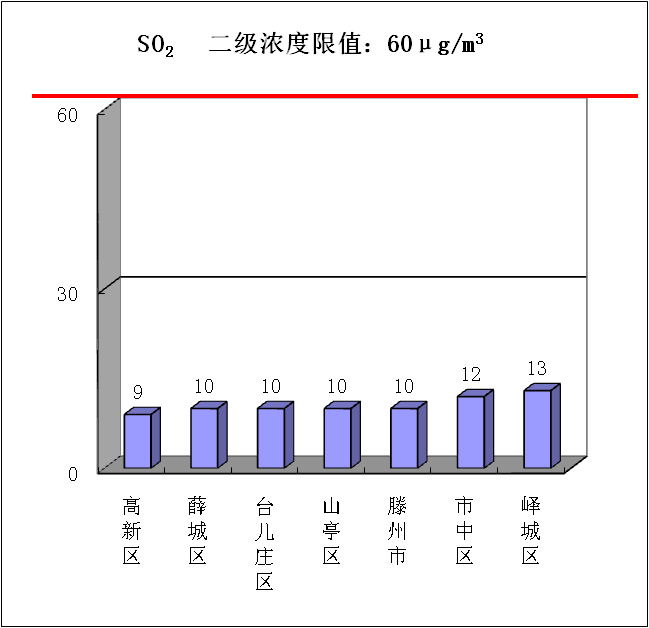 SO₂ 二级浓度限值：60μg/m³
60
30
0
9
10
10
10
10
12
13
高新区
薛城区
台儿庄区
山亭区
滕州市
市中区
峄城区